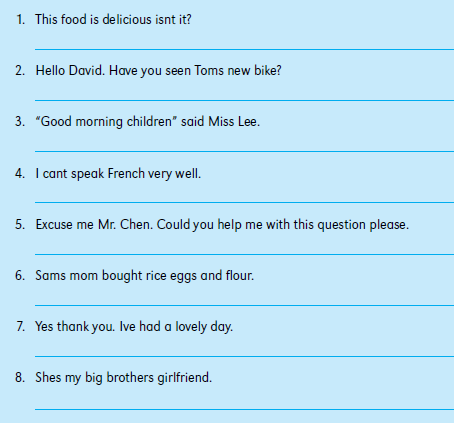 1. This food is delicious isnt it?
2. Hello David. Have you seen Toms new bike?
3. “Good morning children” said Miss Lee.
4. I cant speak French very well.
5. Excuse me Mr. Chen. Could you help me with this question please.
6. Sams mom bought rice eggs and flour.
7. Yes thank you. Ive had a lovely day.
8. Shes my big brothers girlfriend.